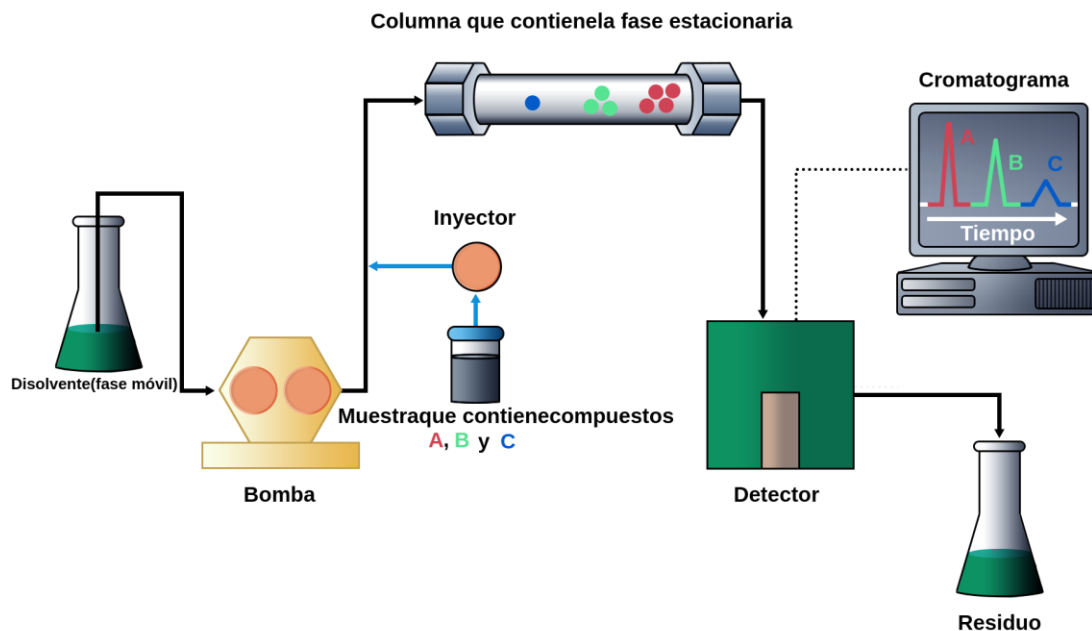 Columna que contienela fase estacionaria
Cromatograma
A
B
C
Tiempo
Inyector
Disolvente(fase móvil)
Muestraque contienecompuestos
A, B y C
Bomba
Detector
Residuo